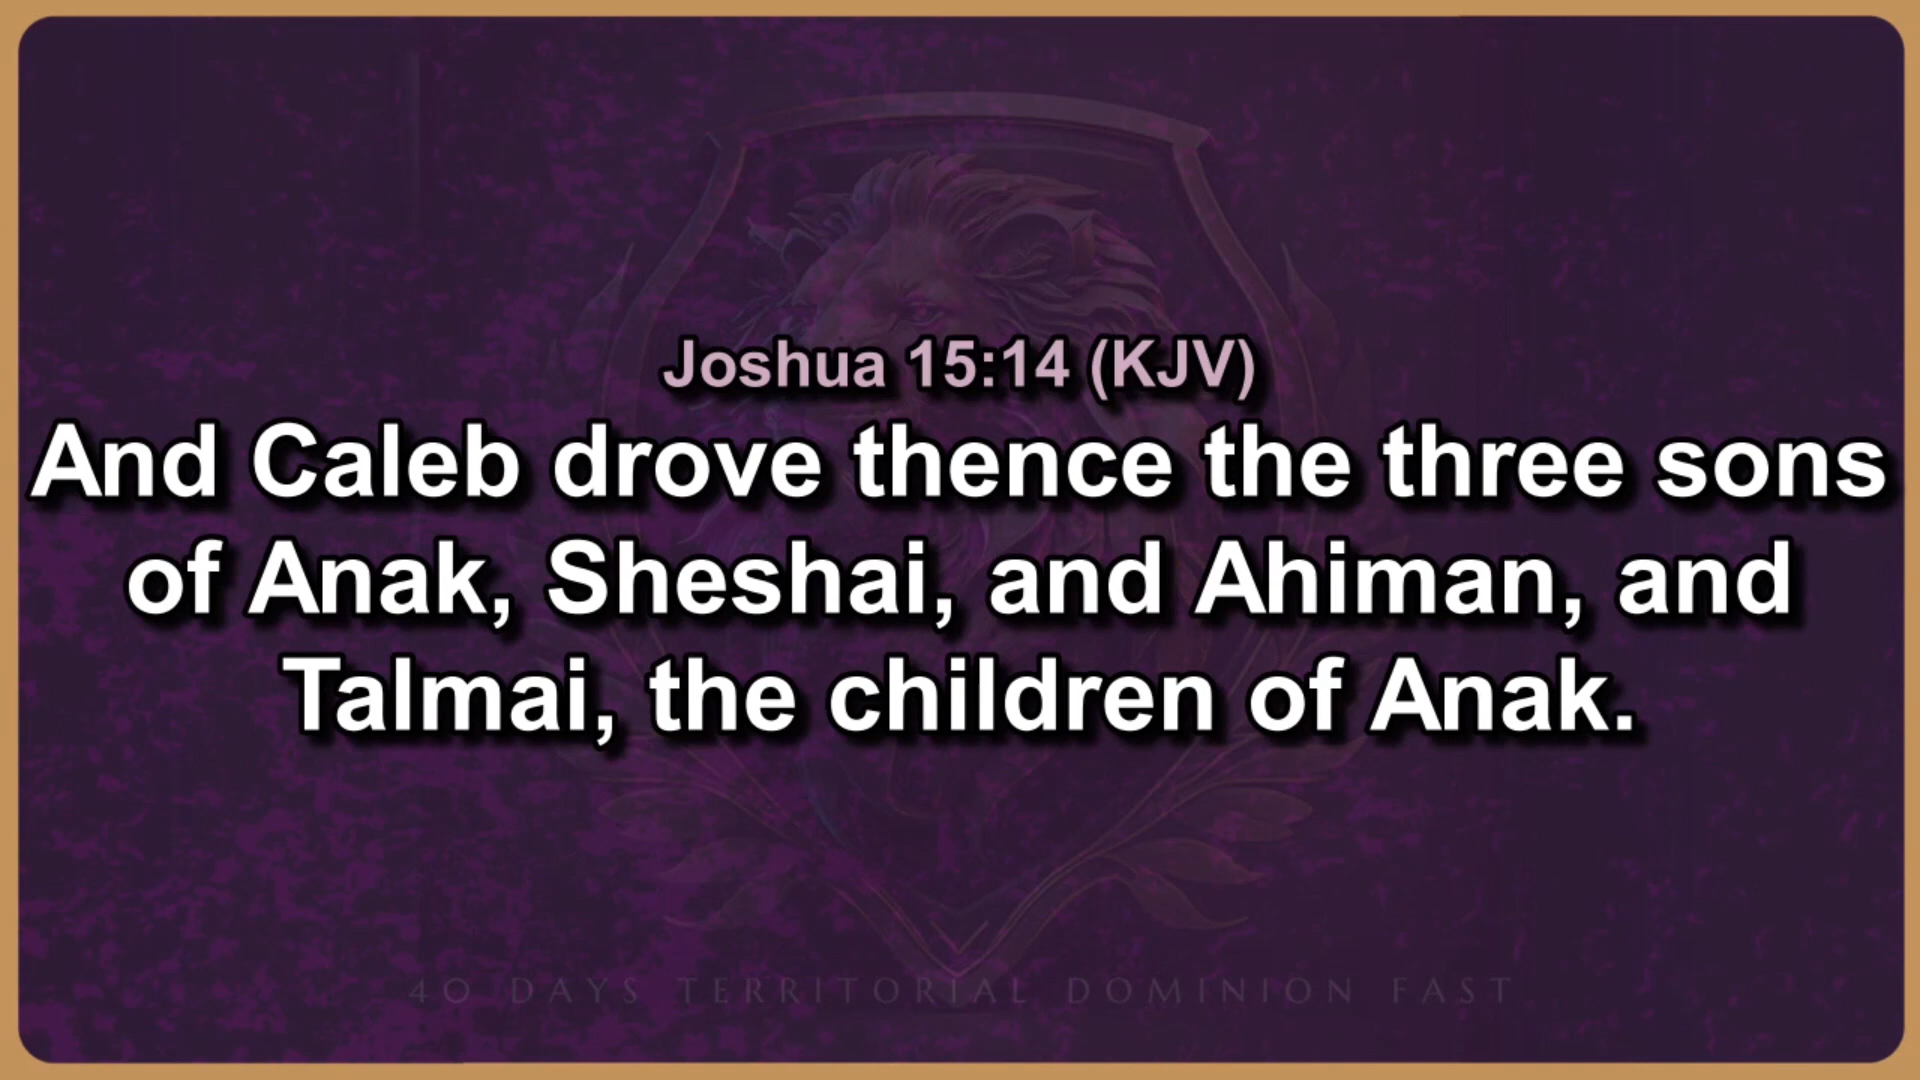 Joshua 15:14 (KJV)
And Caleb drove thence the three sons
of Anak, Sheshai, and Ahiman, and
Talmai, the children of Anak.
40 DAYS TERRITORIAL DOMINION FAST